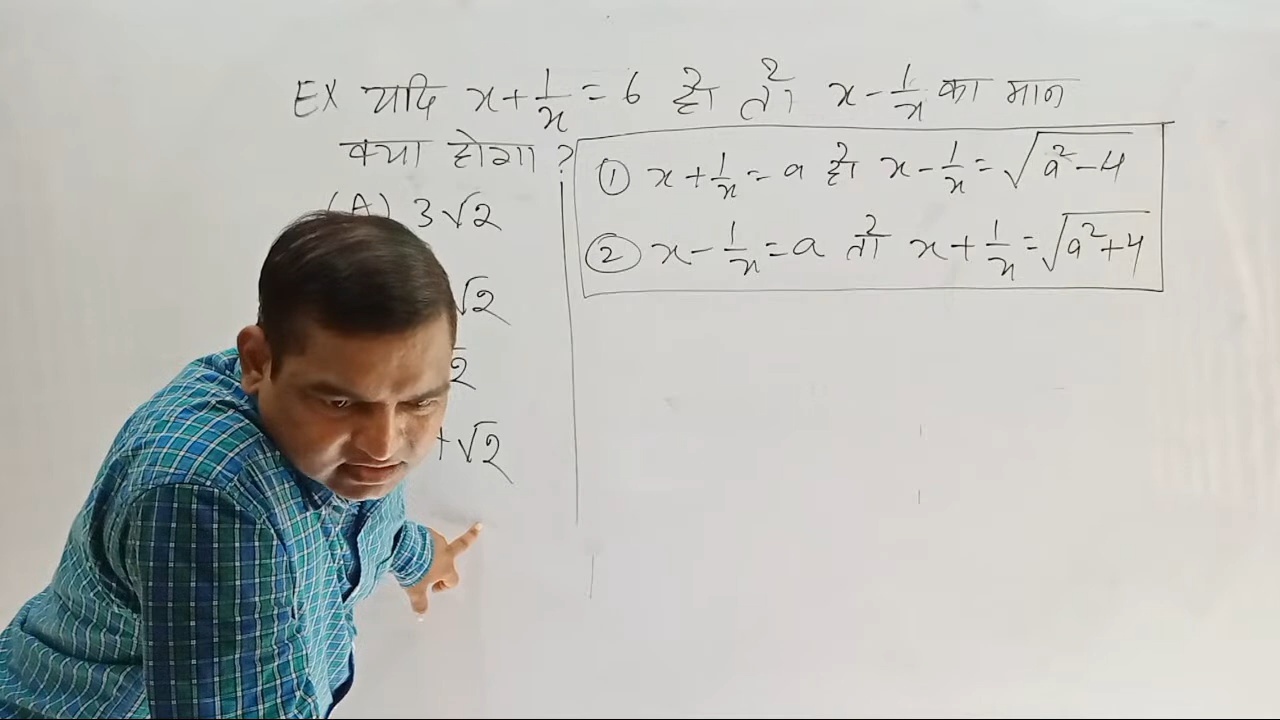 EX यदि x + 1/x = 6 हो तो x - 1/x का मान
क्या होगा ?
① x + 1/x = a हो x - 1/x = √(a² - 4)
② x - 1/x = a तो x + 1/x = √(a² + 4)
(A) 3√2
√2
√2
+√2